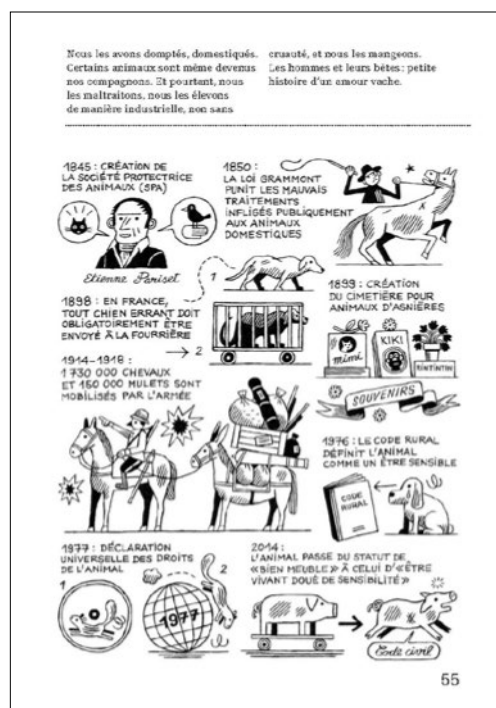 Nous les avons domptés, domestiqués.
Certains animaux sont même devenus
nos compagnons. Et pourtant, nous
les maltraitons, nous les élevons
de manière industrielle, non sans
cruauté, et nous les mangeons.
Les hommes et leurs bêtes : petite
histoire d'un amour vache.
1845 : CRÉATION DE
LA SOCIÉTÉ PROTECTRICE
DES ANIMAUX (SPA)
Etienne Pariset
1850 :
LA LOI GRAMMONT
PUNIT LES MAUVAIS
TRAITEMENTS
INFLIGÉS PUBLIQUEMENT
AUX ANIMAUX
DOMESTIQUES
1898 : EN FRANCE,
TOUT CHIEN ERRANT DOIT
OBLIGATOIREMENT ÊTRE
ENVOYÉ À LA FOURRIÈRE
1
2
1899 : CRÉATION
DU CIMETIÈRE POUR
ANIMAUX D'ASNIÈRES
mimi
KIKI
RINTINTIN
SOUVENIRS
1914-1918 :
1 730 000 CHEVAUX
ET 150 000 MULETS SONT
MOBILISÉS PAR L'ARMÉE
1976 : LE CODE RURAL
DÉFINIT L'ANIMAL
COMME UN ÊTRE SENSIBLE
CODE
RURAL
1977 : DÉCLARATION
UNIVERSELLE DES DROITS
DE L'ANIMAL
1
2
1977
2014 :
L'ANIMAL PASSE DU STATUT DE
«BIEN MEUBLE» À CELUI D'«ÊTRE
VIVANT DOUÉ DE SENSIBILITÉ»
Code civil
55